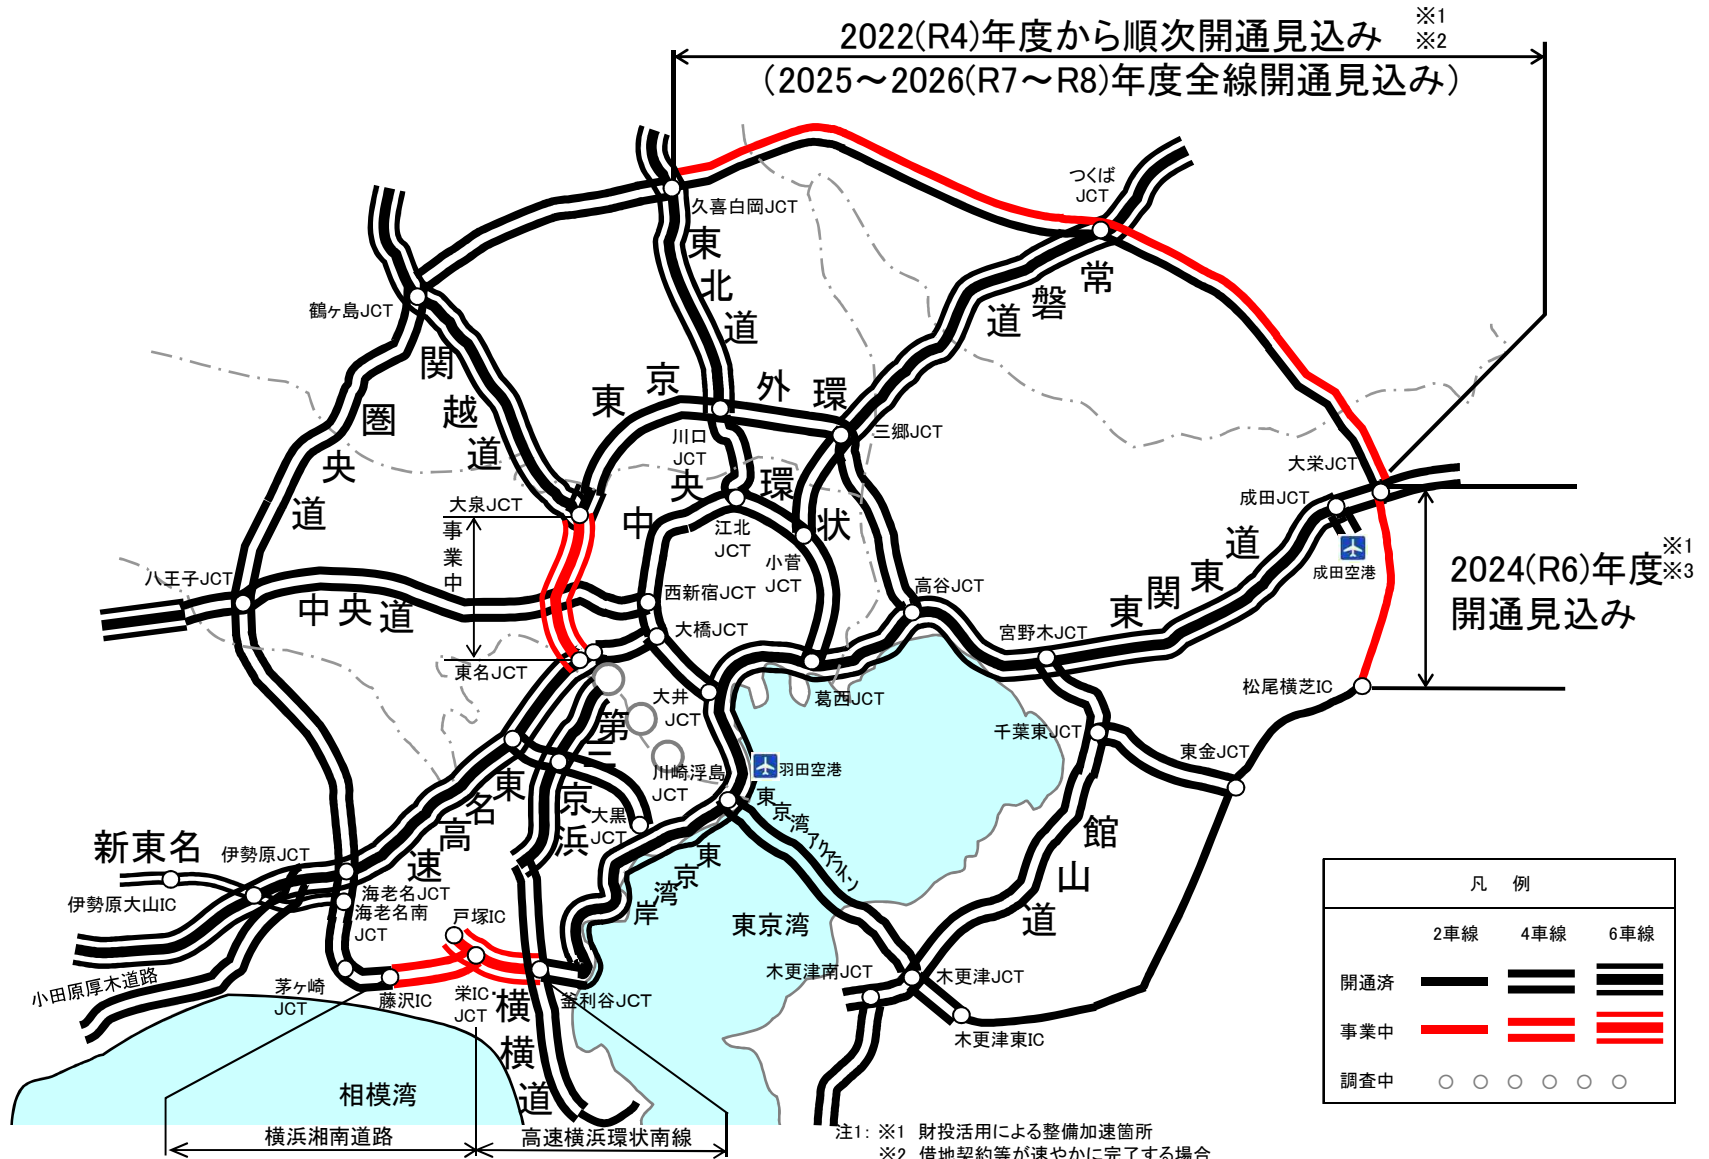 2022(R4)年度から順次開通見込み
※1
※2
(2025～2026(R7～R8)年度全線開通見込み)
つくば
JCT
久喜白岡JCT
東北道
常磐道
鶴ヶ島JCT
関越道
東京外環
圏央道
川口
JCT
三郷JCT
大栄JCT
成田JCT
大泉JCT
事業中
中央環状
江北
JCT
小菅
JCT
東関東道
成田空港
2024(R6)年度
※1
※3
開通見込み
八王子JCT
中央道
西新宿JCT
高谷JCT
大橋JCT
宮野木JCT
東名JCT
大井
JCT
葛西JCT
松尾横芝IC
第三京浜
千葉東JCT
東金JCT
川崎浮島
JCT
羽田空港
東名高速
大黒
JCT
東京湾アクアライン
館山道
新東名
伊勢原JCT
海老名JCT
伊勢原大山IC
海老名南
JCT
戸塚IC
東京湾岸
東京湾
小田原厚木道路
茅ヶ崎
JCT
藤沢IC
栄IC
JCT
釜利谷JCT
木更津南JCT
木更津JCT
木更津東IC
横横道
相模湾
横浜湘南道路
高速横浜環状南線
凡 例
2車線 4車線 6車線
開通済
事業中
調査中
注1: ※1 財投活用による整備加速箇所
※2 借地契約等が速やかに完了する場合